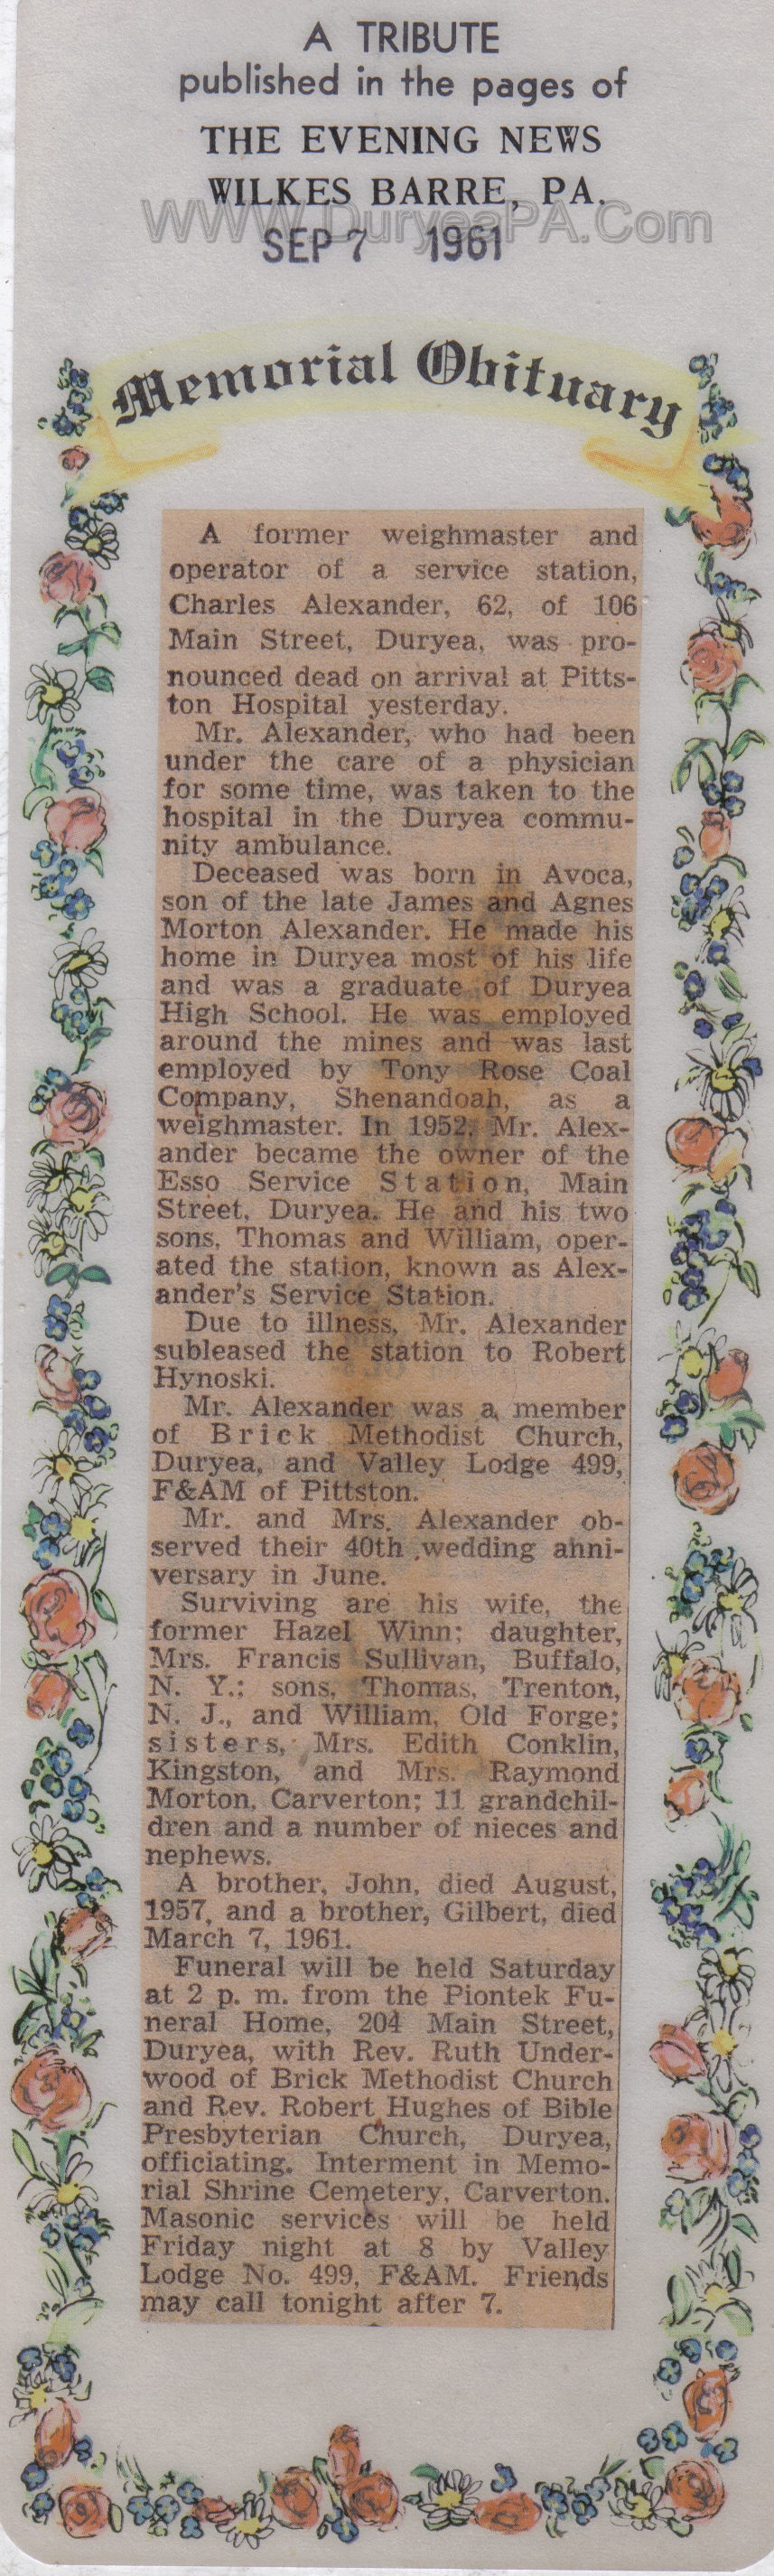 A TRIBUTE
published in the pages of
THE EVENING NEWS
WILKES BARRE, PA.
WWW.DuryeaPA.Com
SEP 7 1961
Memorial Obituary
A former weighmaster and
operator of a service station,
Charles Alexander, 62, of 106
Main Street, Duryea, was pro-
nounced dead on arrival at Pitts-
ton Hospital yesterday.
Mr. Alexander, who had been
under the care of a physician
for some time, was taken to the
hospital in the Duryea commu-
nity ambulance.
Deceased was born in Avoca,
son of the late James and Agnes
Morton Alexander. He made his
home in Duryea most of his life
and was a graduate of Duryea
High School. He was employed
around the mines and was last
employed by Tony Rose Coal
Company, Shenandoah, as a
weighmaster. In 1952, Mr. Alex-
ander became the owner of the
Esso Service Station, Main
Street, Duryea. He and his two
sons, Thomas and William, oper-
ated the station, known as Alex-
ander's Service Station.
Due to illness, Mr. Alexander
subleased the station to Robert
Hynoski.
Mr. Alexander was a member
of Brick Methodist Church,
Duryea, and Valley Lodge 499,
F&AM of Pittston.
Mr. and Mrs. Alexander ob-
served their 40th wedding anni-
versary in June.
Surviving are his wife, the
former Hazel Winn; daughter,
Mrs. Francis Sullivan, Buffalo,
N. Y.; sons, Thomas, Trenton,
N. J., and William, Old Forge;
sisters, Mrs. Edith Conklin,
Kingston, and Mrs. Raymond
Morton, Carverton; 11 grandchil-
dren and a number of nieces and
nephews.
A brother, John, died August,
1957, and a brother, Gilbert, died
March 7, 1961.
Funeral will be held Saturday
at 2 p. m. from the Piontek Fu-
neral Home, 204 Main Street,
Duryea, with Rev. Ruth Under-
wood of Brick Methodist Church
and Rev. Robert Hughes of Bible
Presbyterian Church, Duryea,
officiating. Interment in Memo-
rial Shrine Cemetery, Carverton.
Masonic services will be held
Friday night at 8 by Valley
Lodge No. 499, F&AM. Friends
may call tonight after 7.